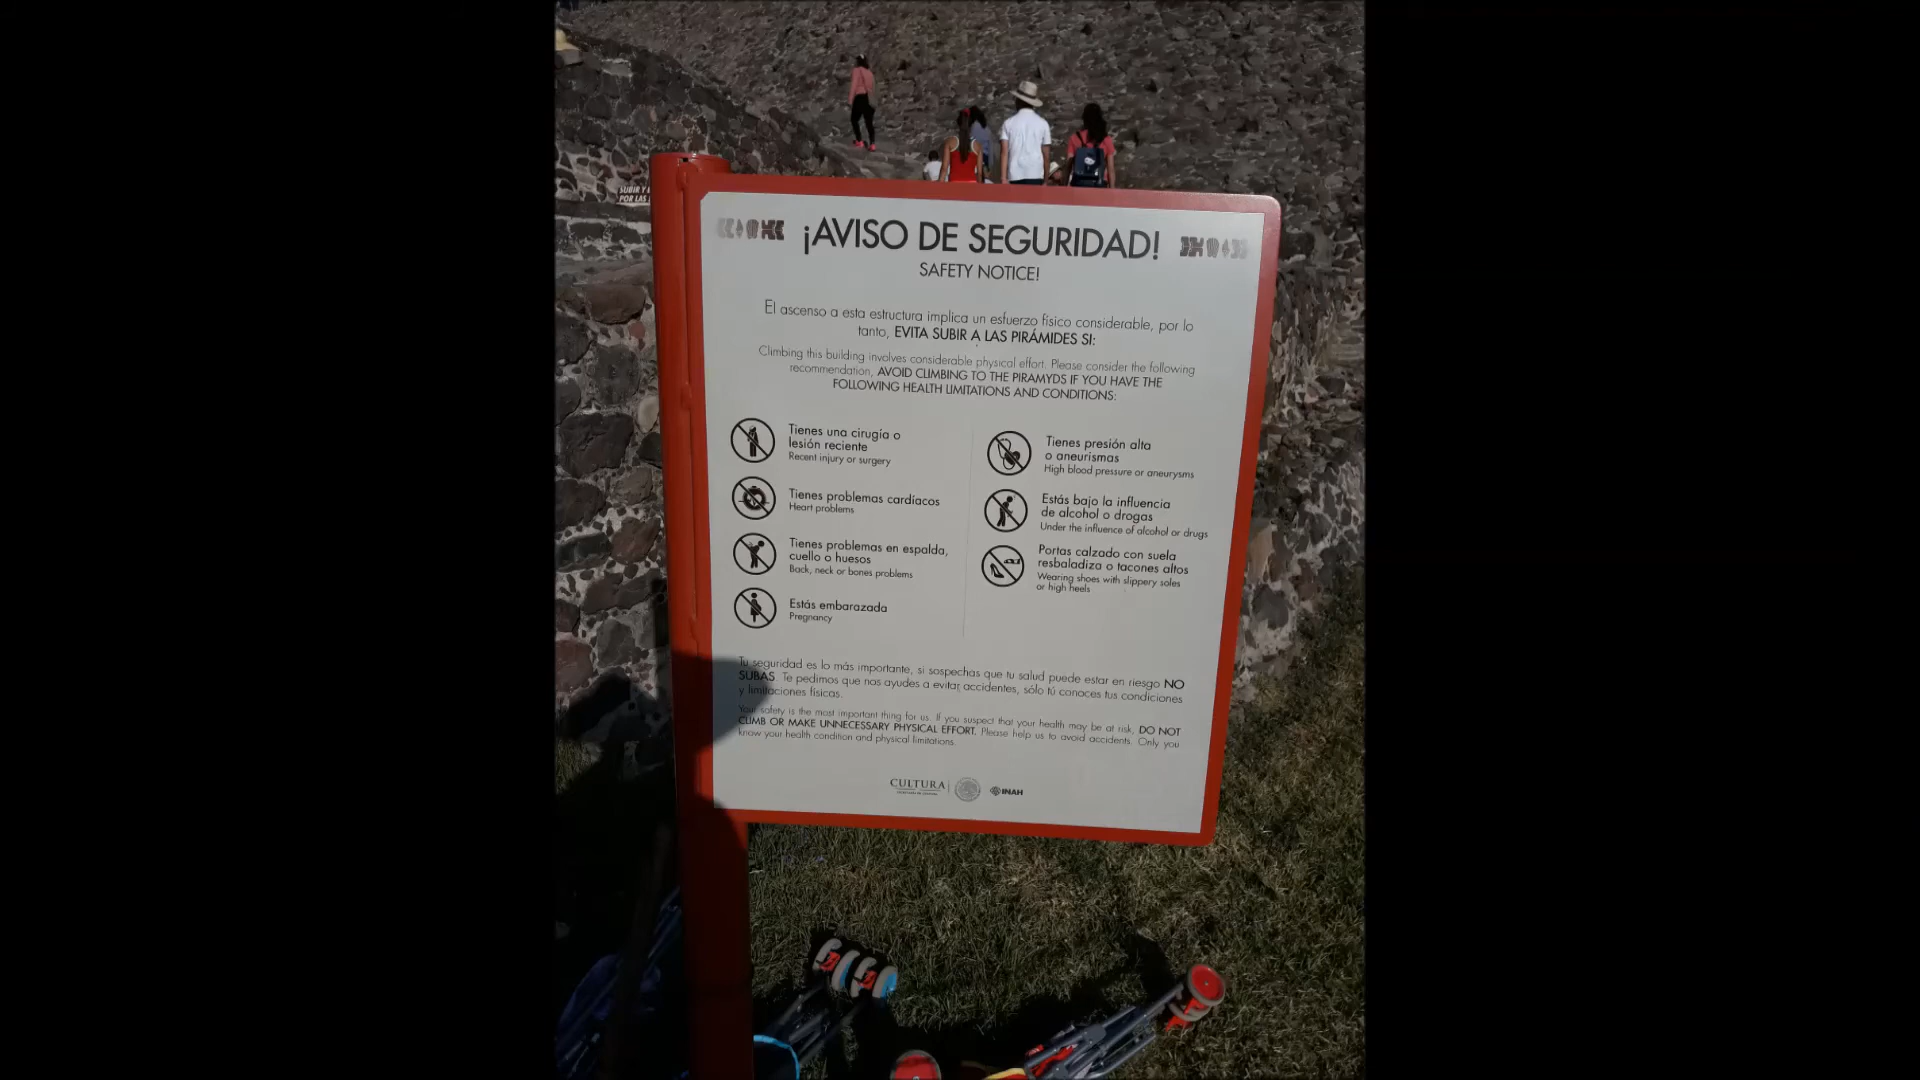 SUBIR Y
POR LAS
¡AVISO DE SEGURIDAD!
SAFETY NOTICE!
El ascenso a esta estructura implica un esfuerzo físico considerable, por lo
tanto, EVITA SUBIR A LAS PIRÁMIDES SI:
Climbing this building involves considerable physical effort. Please consider the following
recommendation, AVOID CLIMBING TO THE PIRAMYDS IF YOU HAVE THE
FOLLOWING HEALTH LIMITATIONS AND CONDITIONS:
Tienes una cirugía o
lesión reciente
Recent injury or surgery
Tienes problemas cardíacos
Heart problems
Tienes problemas en espalda,
cuello o huesos
Back, neck or bones problems
Estás embarazada
Pregnancy
Tienes presión alta
o aneurismas
High blood pressure or aneurysms
Estás bajo la influencia
de alcohol o drogas
Under the influence of alcohol or drugs
Portas calzado con suela
resbaladiza o tacones altos
Wearing shoes with slippery soles
or high heels
Tu seguridad es lo más importante, si sospechas que tu salud puede estar en riesgo NO
SUBAS. Te pedimos que nos ayudes a evitar accidentes, sólo tú conoces tus condiciones
y limitaciones físicas.
Your safety is the most important thing for us. If you suspect that your health may be at risk, DO NOT
CLIMB OR MAKE UNNECESSARY PHYSICAL EFFORT. Please help us to avoid accidents. Only you
know your health condition and physical limitations.
CULTURA
INAH